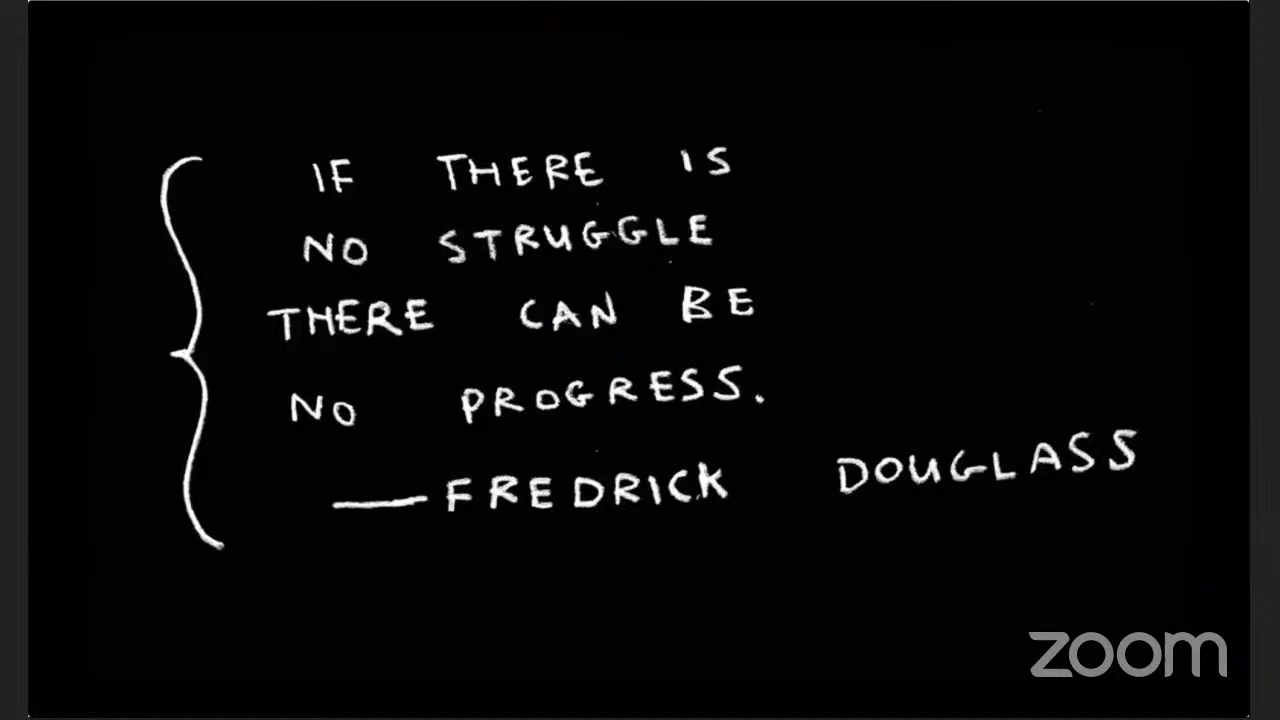 IF THERE IS
NO STRUGGLE
THERE CAN BE
NO PROGRESS.
— FREDRICK DOUGLASS
zoom